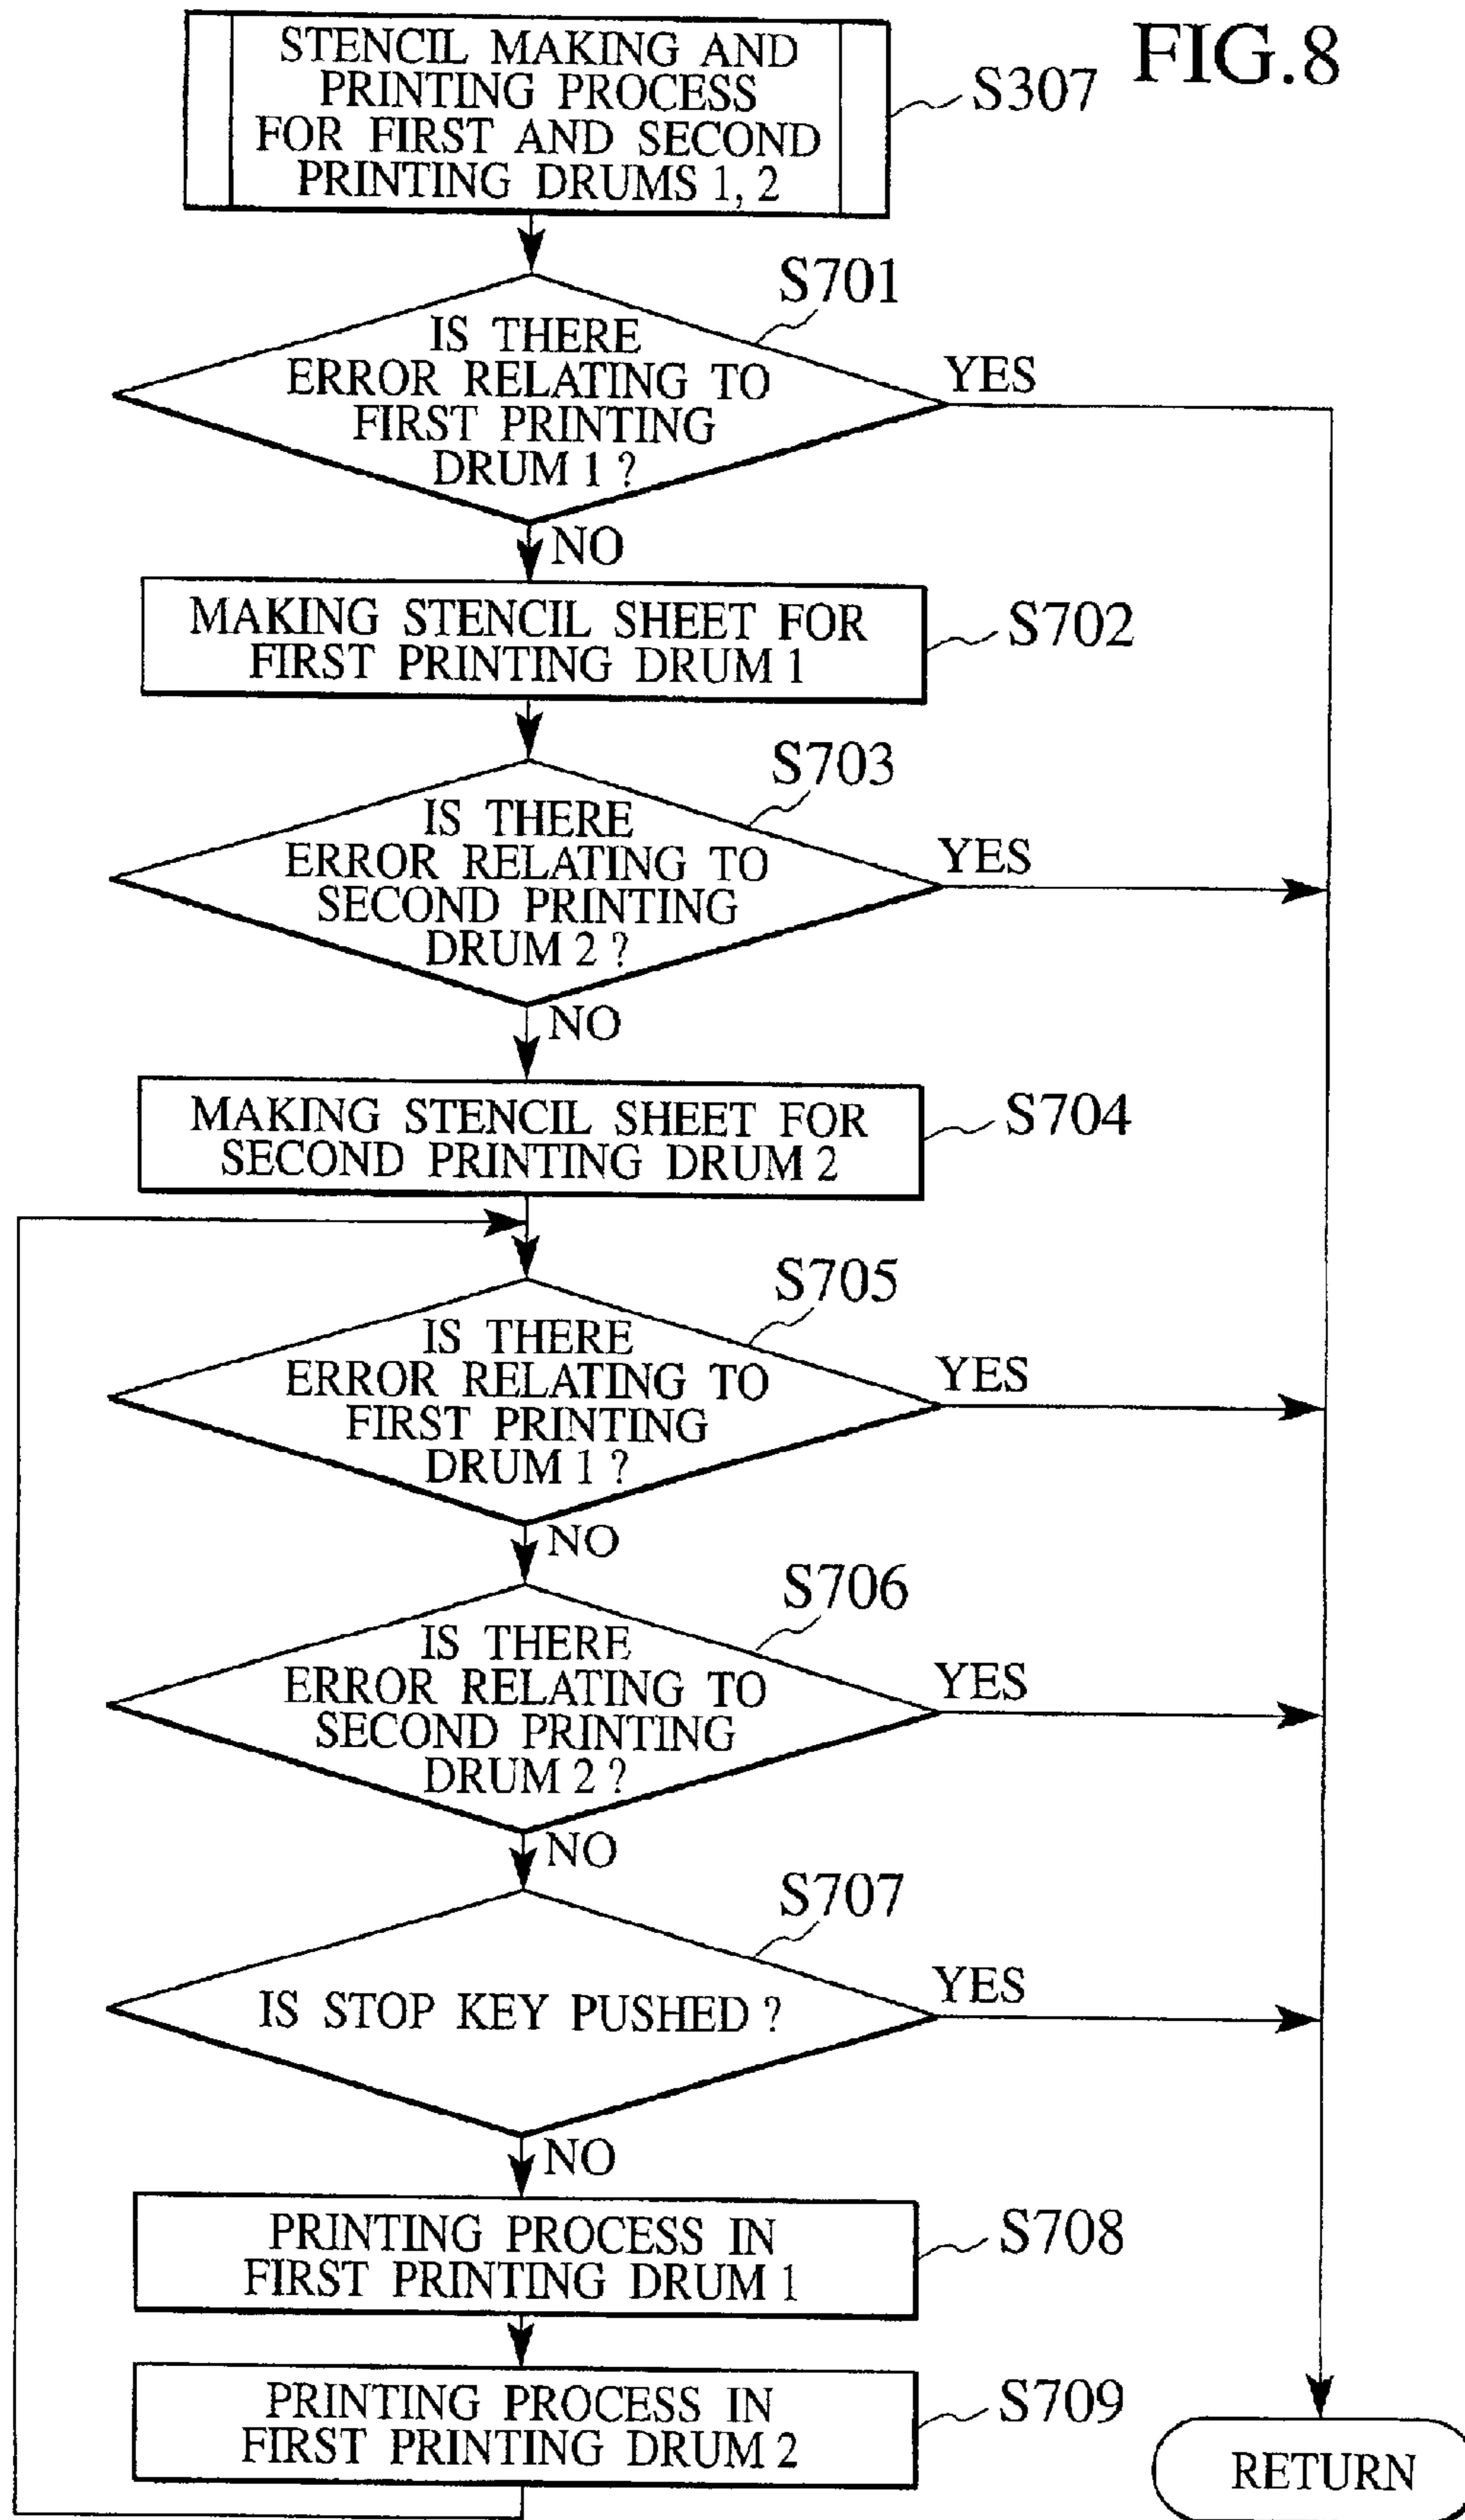 FIG.8
STENCIL MAKING AND
PRINTING PROCESS
FOR FIRST AND SECOND
PRINTING DRUMS 1, 2
S307
S701
IS THERE
ERROR RELATING TO
FIRST PRINTING
DRUM 1 ?
YES
NO
MAKING STENCIL SHEET FOR
FIRST PRINTING DRUM 1
S702
S703
IS THERE
ERROR RELATING TO
SECOND PRINTING
DRUM 2 ?
YES
NO
MAKING STENCIL SHEET FOR
SECOND PRINTING DRUM 2
S704
S705
IS THERE
ERROR RELATING TO
FIRST PRINTING
DRUM 1 ?
YES
NO
S706
IS THERE
ERROR RELATING TO
SECOND PRINTING
DRUM 2 ?
YES
NO
S707
IS STOP KEY PUSHED ?
YES
NO
PRINTING PROCESS IN
FIRST PRINTING DRUM 1
S708
PRINTING PROCESS IN
FIRST PRINTING DRUM 2
S709
RETURN